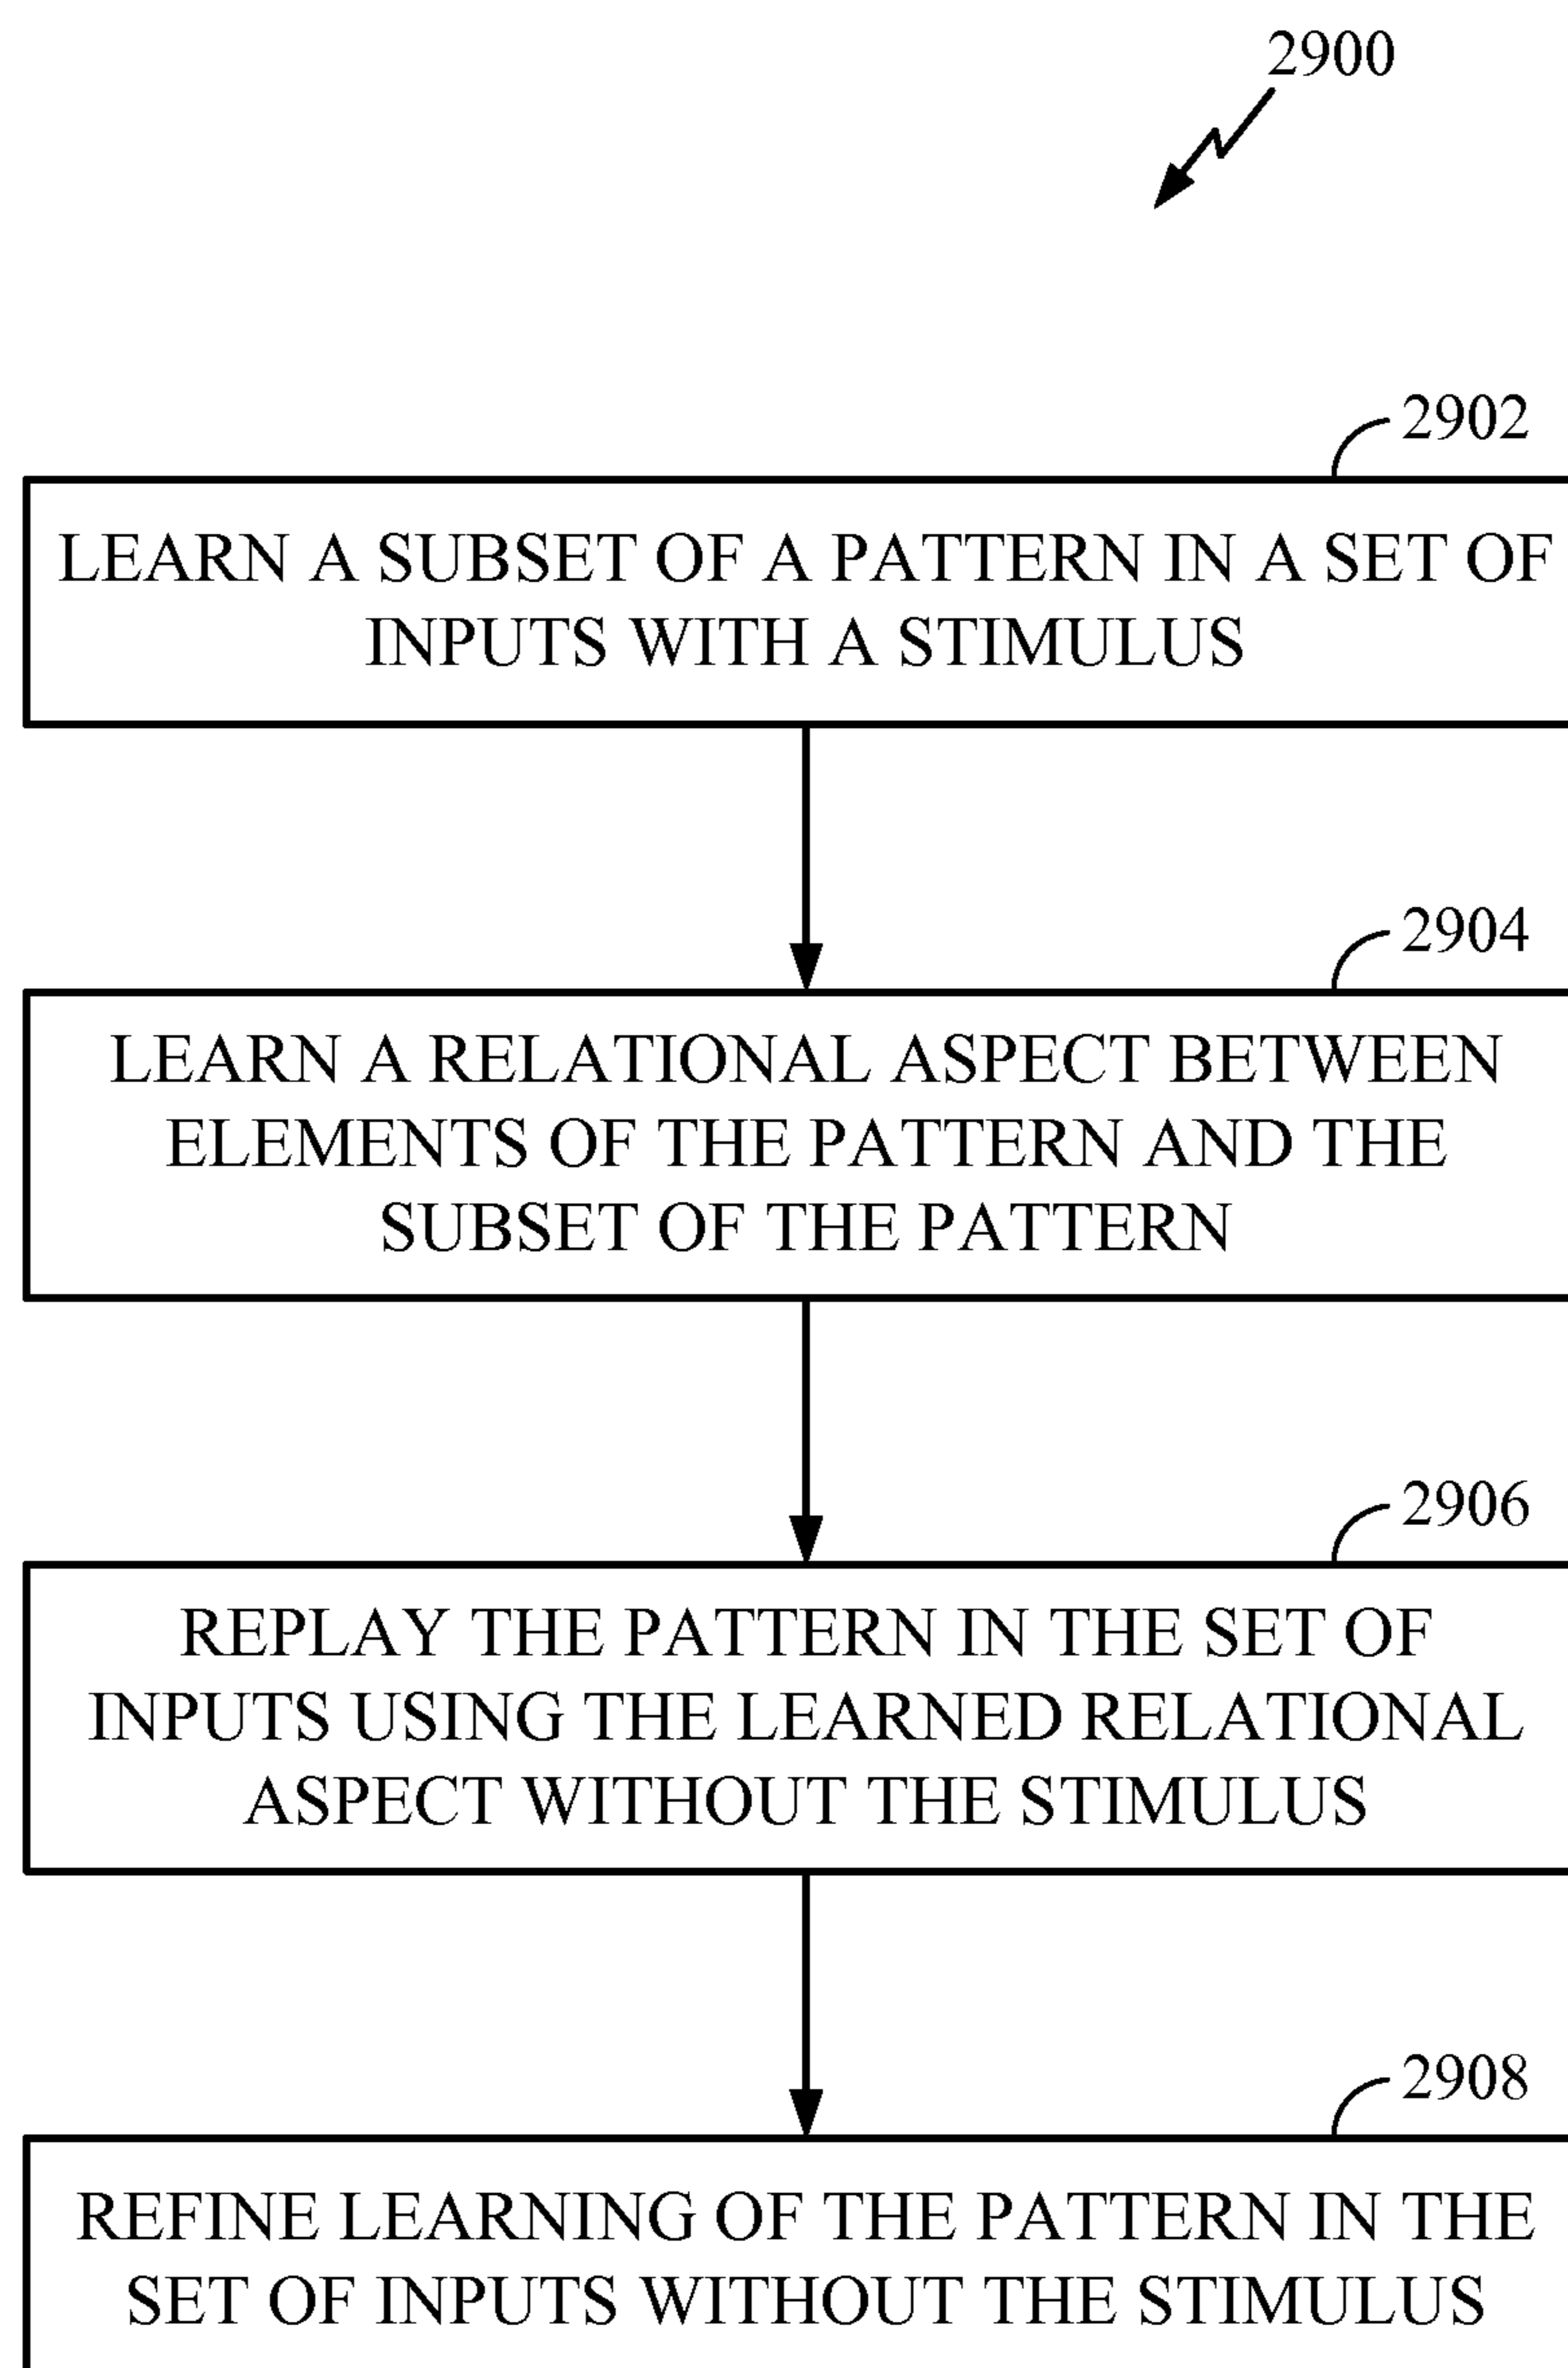 2900
2902
LEARN A SUBSET OF A PATTERN IN A SET OF
INPUTS WITH A STIMULUS
2904
LEARN A RELATIONAL ASPECT BETWEEN
ELEMENTS OF THE PATTERN AND THE
SUBSET OF THE PATTERN
2906
REPLAY THE PATTERN IN THE SET OF
INPUTS USING THE LEARNED RELATIONAL
ASPECT WITHOUT THE STIMULUS
2908
REFINE LEARNING OF THE PATTERN IN THE
SET OF INPUTS WITHOUT THE STIMULUS